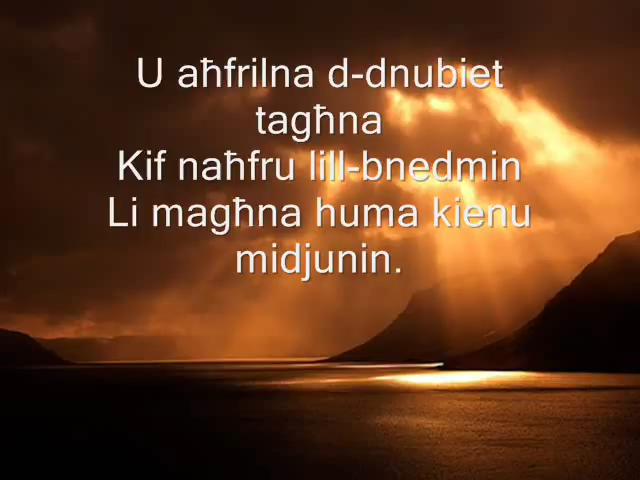 U aħfrilna d-dnubiet
tagħna
Kif naħfru lill-bnedmin
Li magħna huma kienu
midjunin.